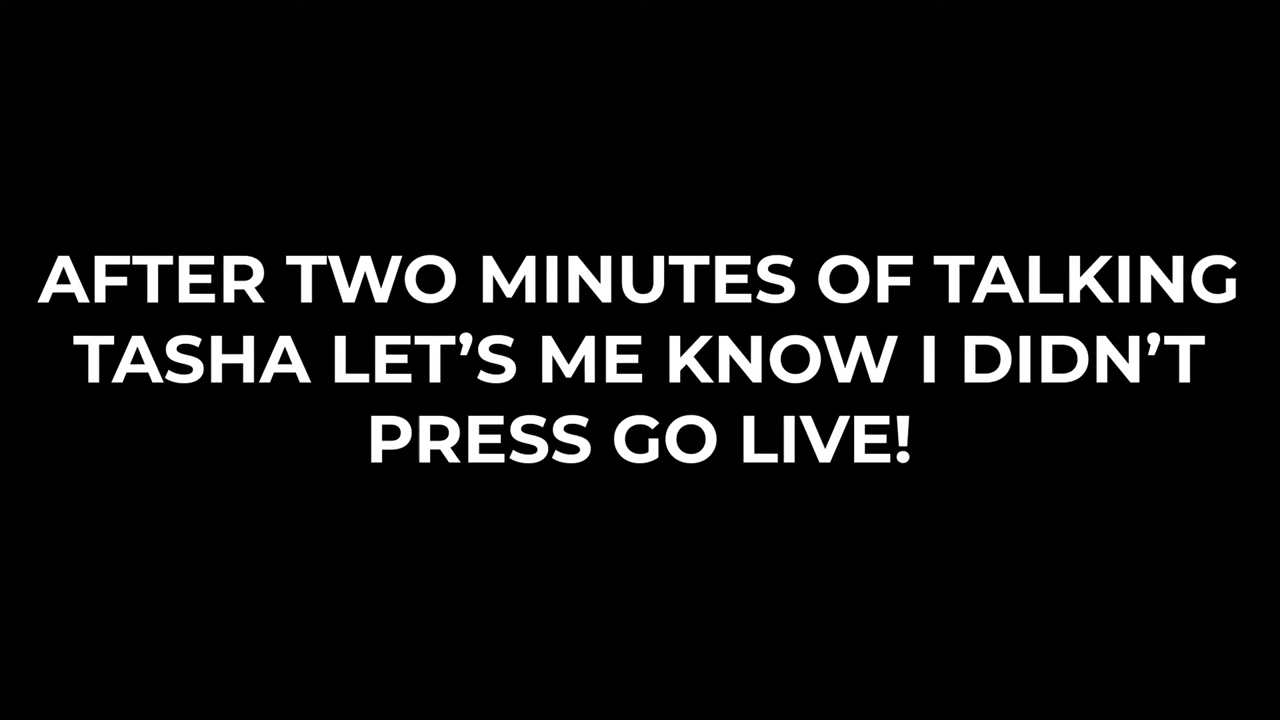 AFTER TWO MINUTES OF TALKING
TASHA LET’S ME KNOW I DIDN’T
PRESS GO LIVE!